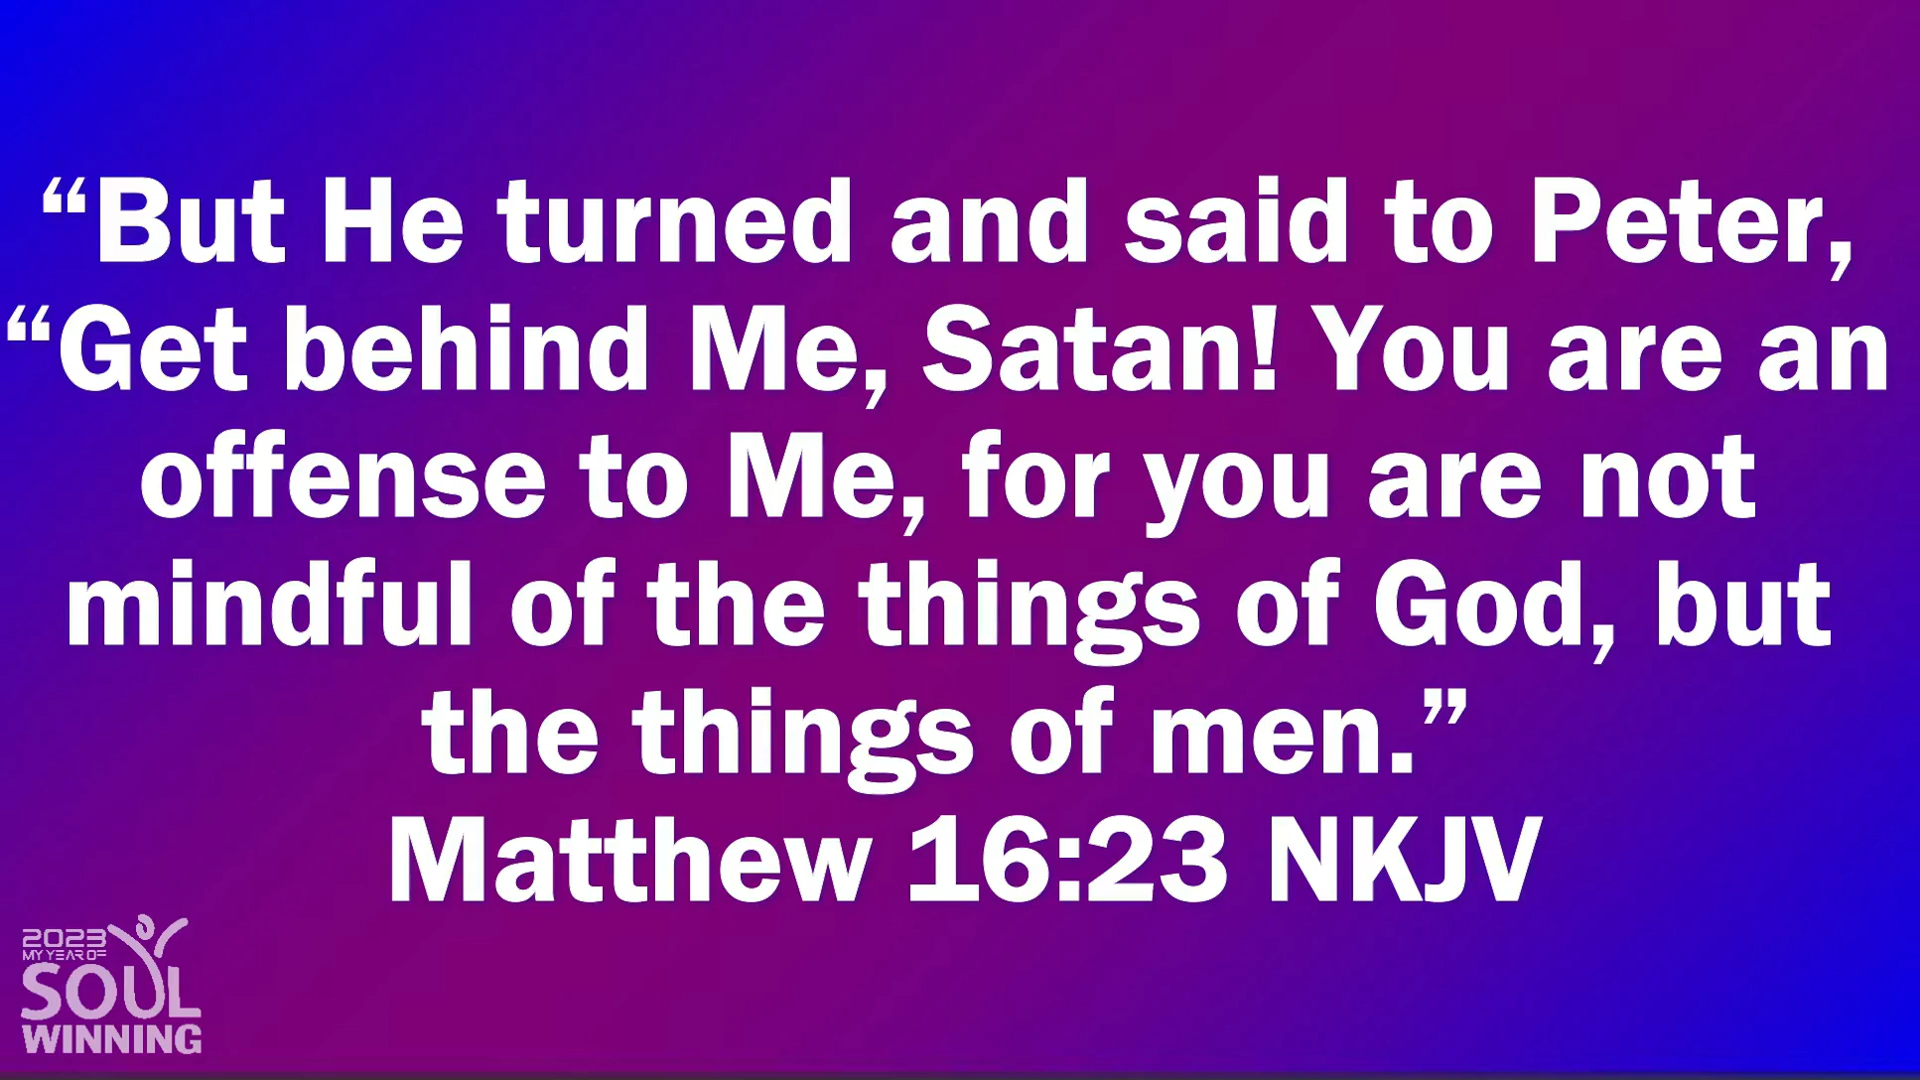 “But He turned and said to Peter,
“Get behind Me, Satan! You are an
offense to Me, for you are not
mindful of the things of God, but
the things of men.”
Matthew 16:23 NKJV
2023
MY YEAR OF
SOUL
WINNING